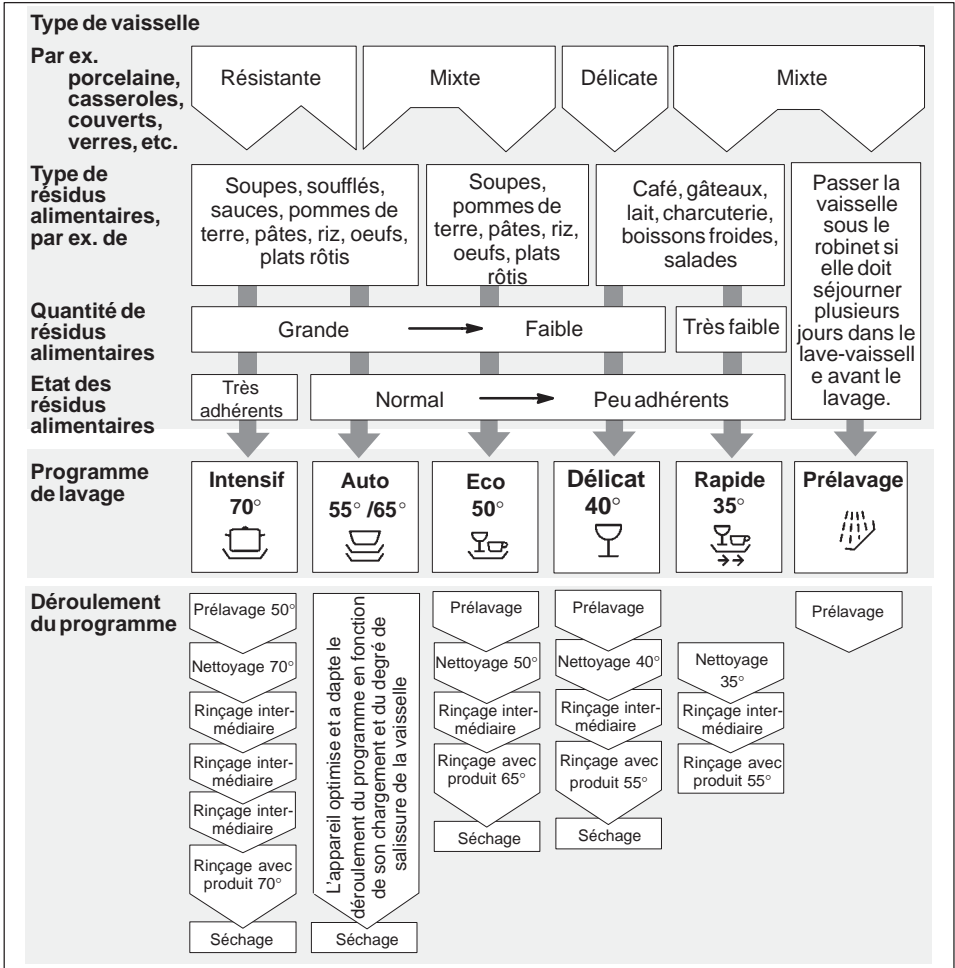 Type de vaisselle
Par ex.
porcelaine,
casseroles,
couverts,
verres, etc.
Résistante
Mixte
Délicate
Mixte
Type de
résidus
alimentaires,
par ex. de
Soupes, soufflés,
sauces, pommes de
terre, pâtes, riz, oeufs,
plats rôtis
Soupes,
pommes de
terre, pâtes, riz,
oeufs, plats
rôtis
Café, gâteaux,
lait, charcuterie,
boissons froides,
salades
Passer la
vaisselle
sous le
robinet si
elle doit
séjourner
plusieurs
jours dans le
lave-vaissell
e avant le
lavage.
Quantité de
résidus
alimentaires
Grande
Faible
Très faible
Etat des
résidus
alimentaires
Très
adhérents
Normal
Peu adhérents
Programme
de lavage
Intensif
70°
Auto
55° /65°
Eco
50°
Délicat
40°
Rapide
35°
Prélavage
Déroulement
du programme
Prélavage 50°
Nettoyage 70°
Rinçage inter-
médiaire
Rinçage inter-
médiaire
Rinçage inter-
médiaire
Rinçage avec
produit 70°
Séchage
L'appareil optimise et a dapte le
déroulement du programme en fonction
de son chargement et du degré de
salissure de la vaisselle
Séchage
Prélavage
Nettoyage 50°
Rinçage inter-
médiaire
Rinçage avec
produit 65°
Séchage
Prélavage
Nettoyage 40°
Rinçage inter-
médiaire
Rinçage avec
produit 55°
Séchage
Nettoyage
35°
Rinçage inter-
médiaire
Rinçage avec
produit 55°
Prélavage